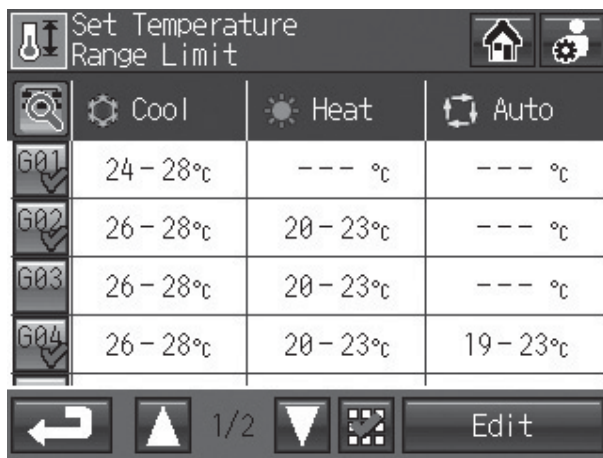 Set Temperature
Range Limit
Cool Heat Auto
G01 24-28℃ --- ℃ --- ℃
G02 26-28℃ 20-23℃ --- ℃
G03 26-28℃ 20-23℃ --- ℃
G04 26-28℃ 20-23℃ 19-23℃
1/2 Edit